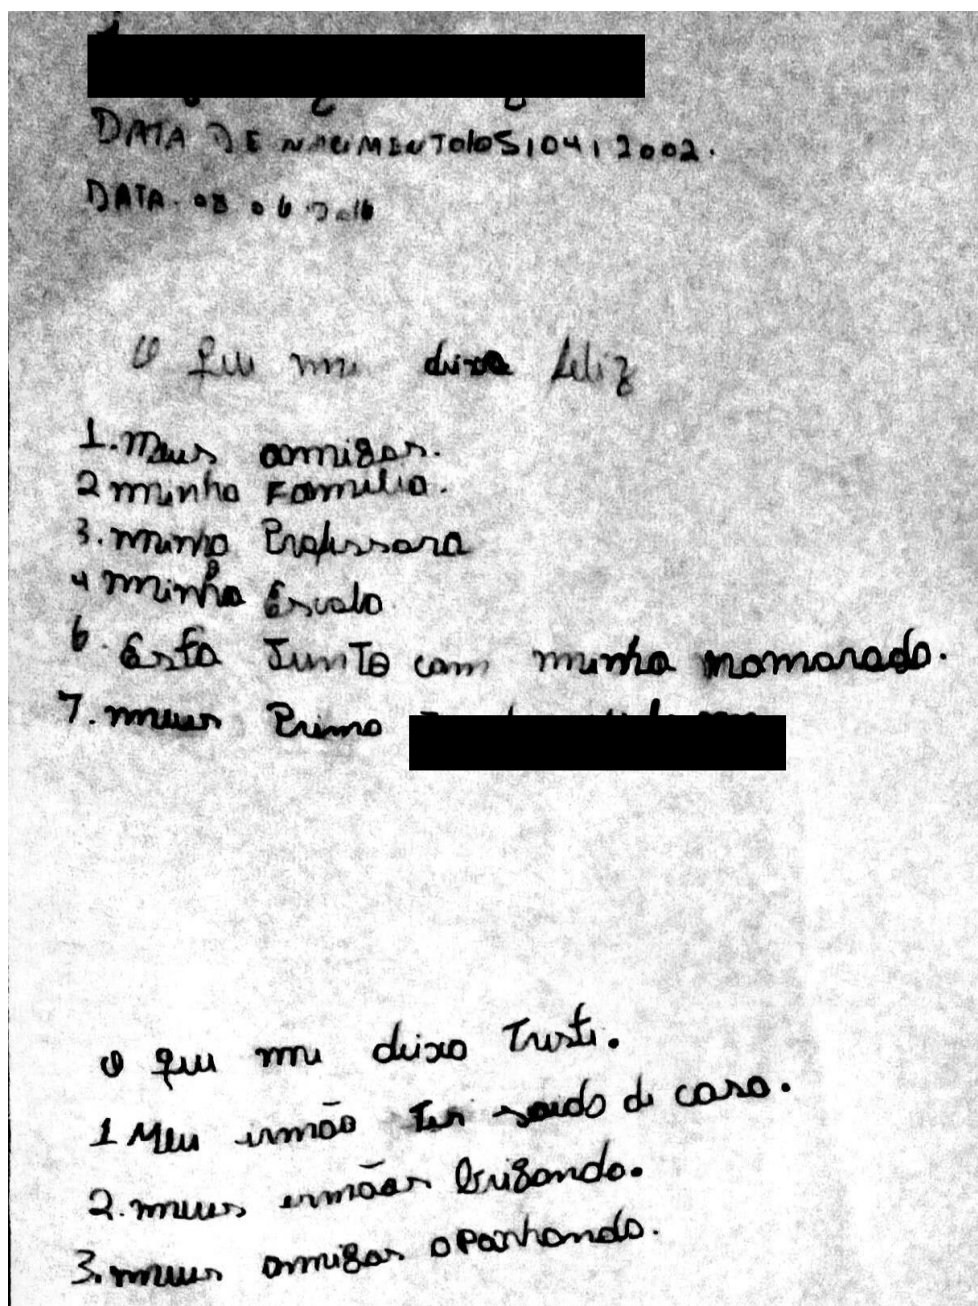 DATA DE NACIMENTO 05/04/2002.
DATA. 08 06 2016
O que me deixa feliz
1. Meus amigos.
2 minha Familia.
3. minha Professora
4 minha Escola
6. Esta JunTo com minha namorada.
7. meus Primo
O que me deixa Triste.
1 Meu irmão Ter saido de casa.
2. meus irmãos brigando.
3. meus amigos apanhando.